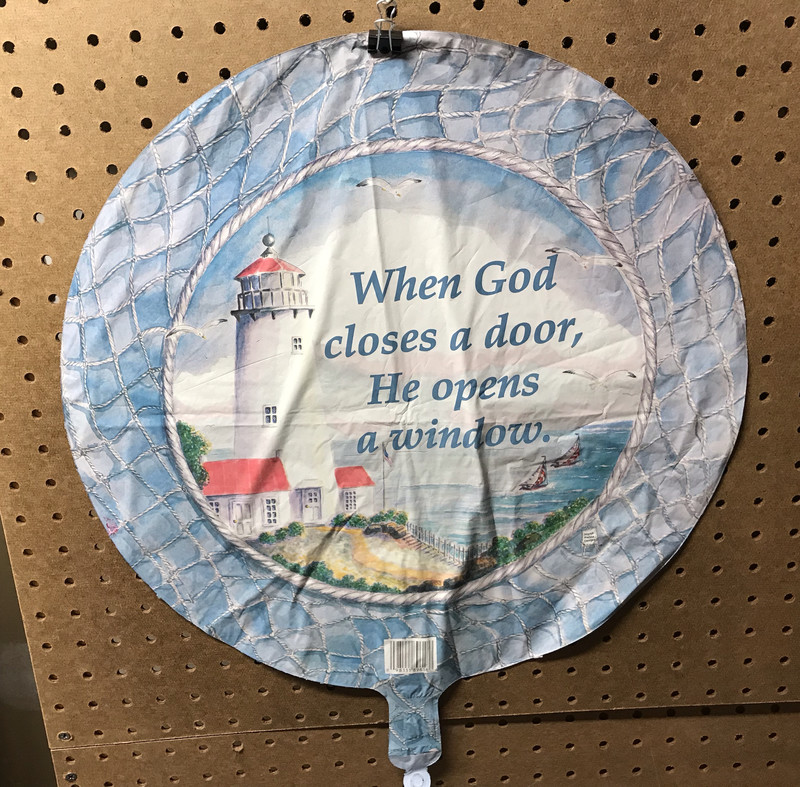 When God
closes a door,
He opens
a window.